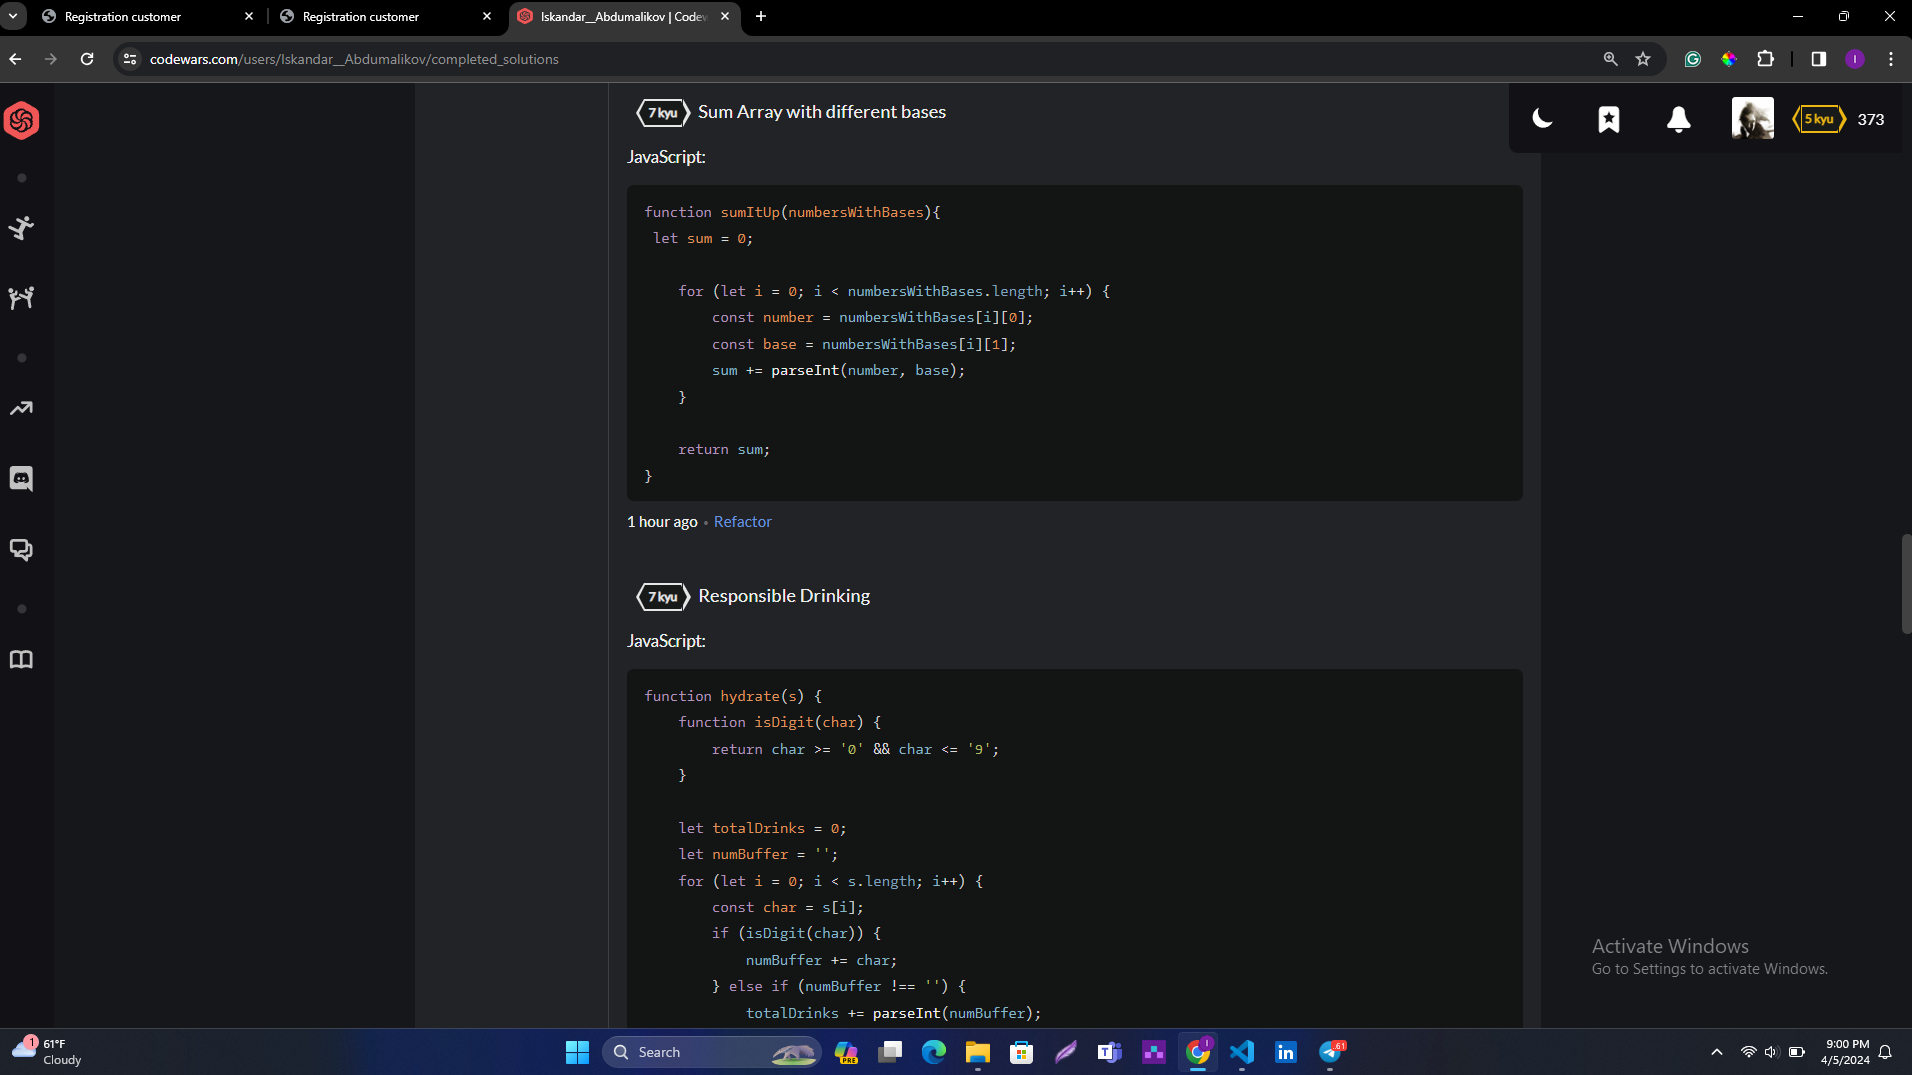 Registration customer
Registration customer
Iskandar__Abdumalikov | Codew
codewars.com/users/Iskandar__Abdumalikov/completed_solutions
I
7 kyu Sum Array with different bases
5 kyu 373
JavaScript:
function sumItUp(numbersWithBases){
let sum = 0;
for (let i = 0; i < numbersWithBases.length; i++) {
const number = numbersWithBases[i][0];
const base = numbersWithBases[i][1];
sum += parseInt(number, base);
}
return sum;
}
1 hour ago • Refactor
7 kyu Responsible Drinking
JavaScript:
function hydrate(s) {
function isDigit(char) {
return char >= '0' && char <= '9';
}
let totalDrinks = 0;
let numBuffer = '';
for (let i = 0; i < s.length; i++) {
const char = s[i];
if (isDigit(char)) {
numBuffer += char;
} else if (numBuffer !== '') {
totalDrinks += parseInt(numBuffer);
Activate Windows
Go to Settings to activate Windows.
1
61°F
Cloudy
Search
PRE
I
61
9:00 PM
4/5/2024